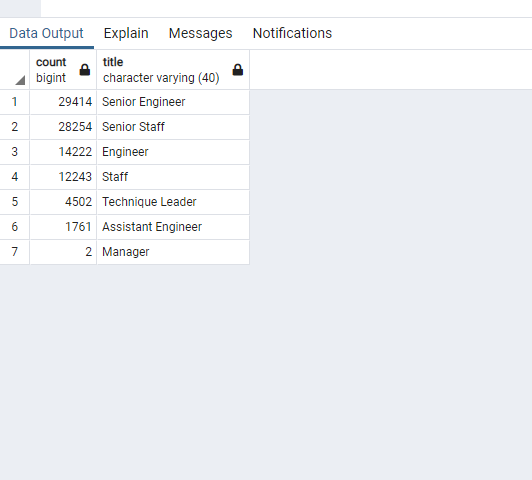 Data Output Explain Messages Notifications
count title
bigint character varying (40)
1 29414 Senior Engineer
2 28254 Senior Staff
3 14222 Engineer
4 12243 Staff
5 4502 Technique Leader
6 1761 Assistant Engineer
7 2 Manager